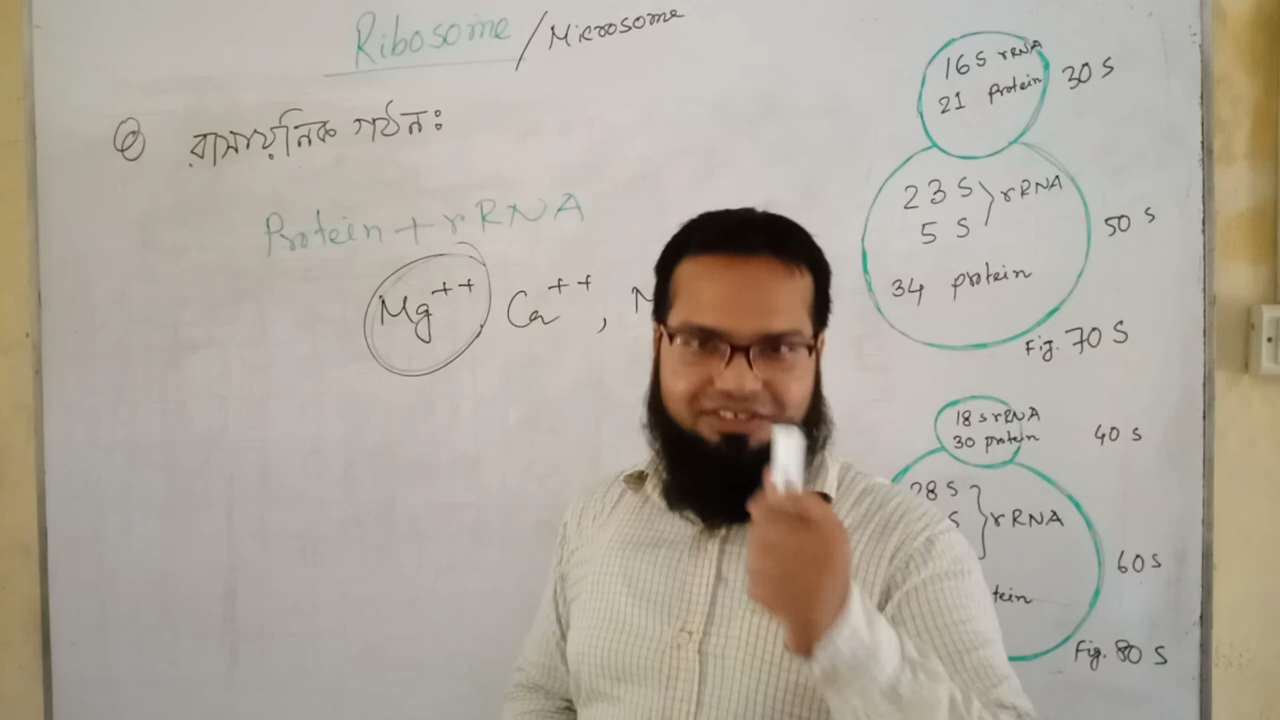 Ribosome / Microsome
রাসায়নিক গঠনঃ
Protein + rRNA
Mg++ Ca++ ,
16 S rRNA
21 Protein
30 S
23 S } rRNA
5 S
34 protein
50 S
Fig. 70 S
18 s rRNA
30 protein
40 S
28 S } rRNA
S
60 S
Fig. 80 S